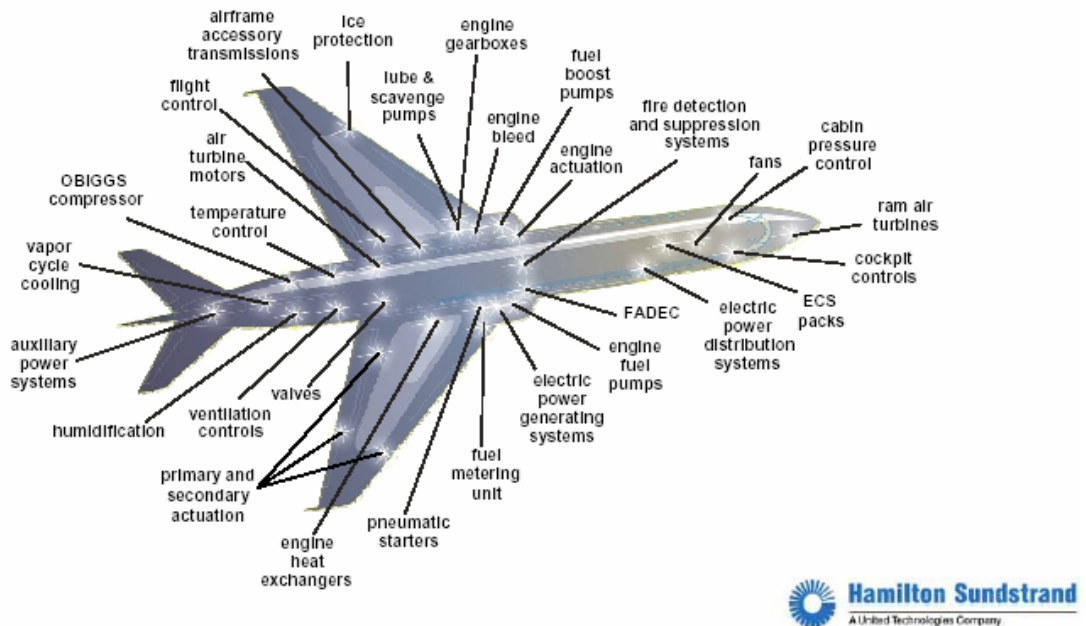 airframe
accessory
transmissions
ice
protection
engine
gearboxes
fuel
boost
pumps
flight
control
lube &
scavenge
pumps
engine
bleed
fire detection
and suppression
systems
cabin
pressure
control
air
turbine
motors
engine
actuation
fans
OBIGGS
compressor
temperature
control
ram air
turbines
vapor
cycle
cooling
cockpit
controls
auxillary
power
systems
FADEC
electric
power
distribution
systems
ECS
packs
engine
fuel
pumps
humidification
ventilation
controls
valves
electric
power
generating
systems
primary and
secondary
actuation
fuel
metering
unit
engine
heat
exchangers
pneumatic
starters
Hamilton Sundstrand
A United Technologies Company